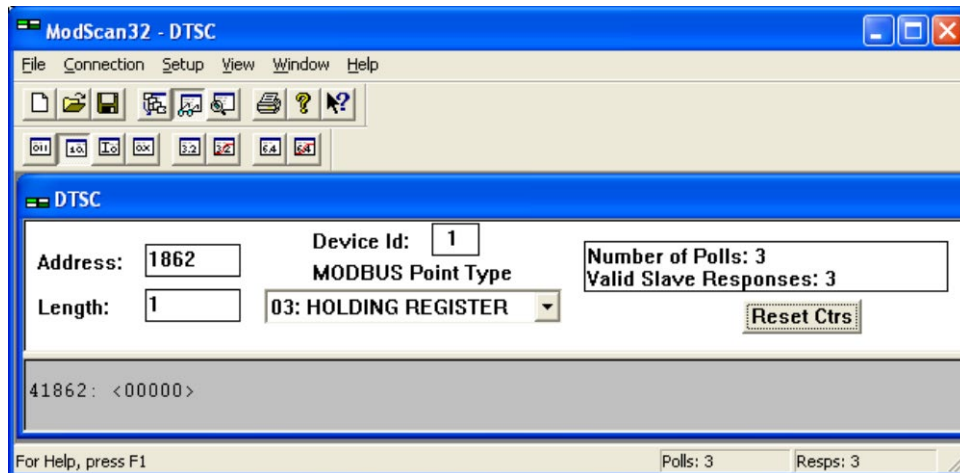 ModScan32 - DTSC
File Connection Setup View Window Help
DTSC
Address: 1862
Device Id: 1
MODBUS Point Type
Length: 1
03: HOLDING REGISTER
Number of Polls: 3
Valid Slave Responses: 3
Reset Ctrs
41862: <00000>
For Help, press F1
Polls: 3
Resps: 3